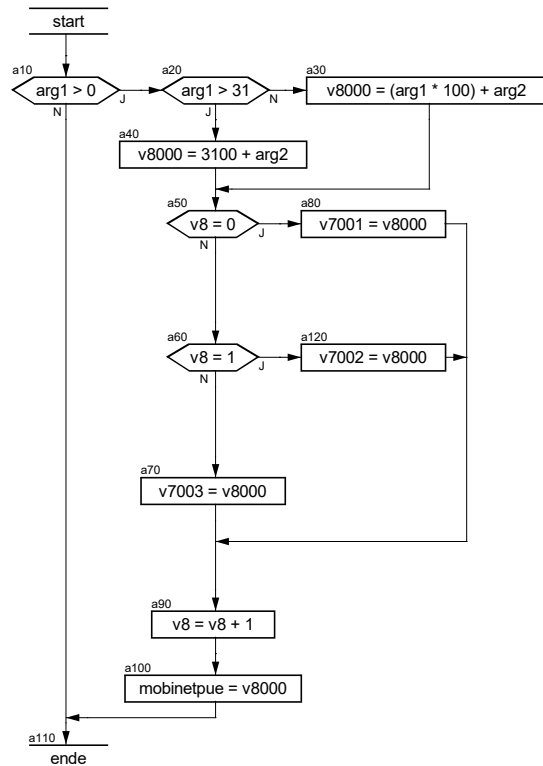 start
a10
arg1 > 0
J
N
a20
arg1 > 31
N
J
a30
v8000 = (arg1 * 100) + arg2
a40
v8000 = 3100 + arg2
a50
v8 = 0
J
N
a80
v7001 = v8000
a60
v8 = 1
J
N
a120
v7002 = v8000
a70
v7003 = v8000
a90
v8 = v8 + 1
a100
mobinetpue = v8000
a110
ende